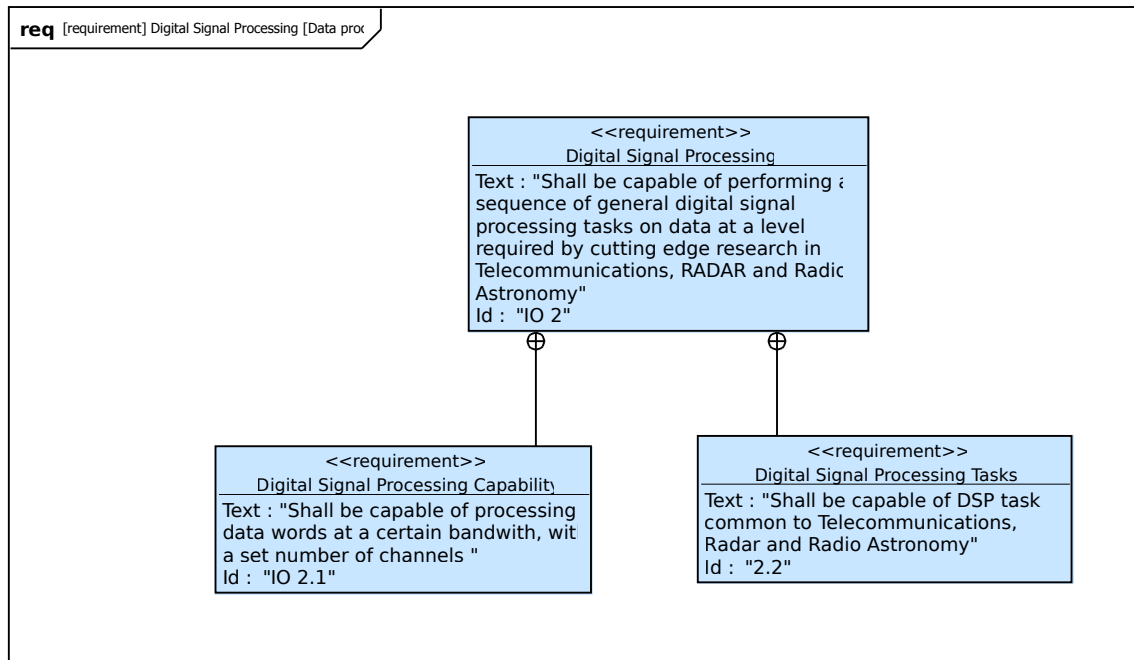 req [requirement] Digital Signal Processing [Data proc
<<requirement>>
Digital Signal Processing
Text : "Shall be capable of performing a
sequence of general digital signal
processing tasks on data at a level
required by cutting edge research in
Telecommunications, RADAR and Radio
Astronomy"
Id : "IO 2"
<<requirement>>
Digital Signal Processing Capability
Text : "Shall be capable of processing
data words at a certain bandwith, with
a set number of channels "
Id : "IO 2.1"
<<requirement>>
Digital Signal Processing Tasks
Text : "Shall be capable of DSP task
common to Telecommunications,
Radar and Radio Astronomy"
Id : "2.2"